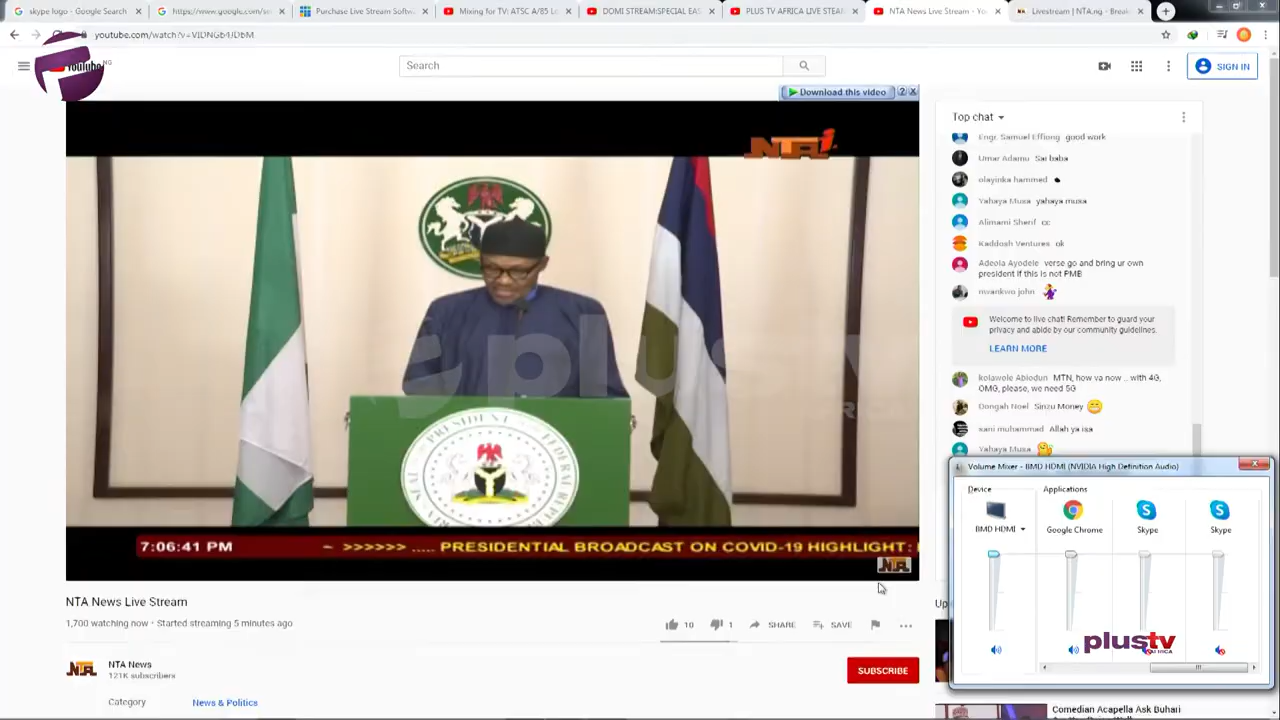 skype logo - Google Search
https://www.google.com/se
Purchase Live Stream Softw
Mixing for TV: ATSC A/85 Lo
DOMI STREAM:SPECIAL EAS
PLUS TV AFRICA LIVE STEAM
NTA News Live Stream - Yo
Livestream | NTA.ng - Break
Search
SIGN IN
Download this video
NTAi
Top chat
Engr. Samuel Effiong good work
Umar Adamu Sai baba
olayinka hammed
Yahaya Musa yahaya musa
Alimami Sherif cc
Kaddosh Ventures ok
Adeola Ayodele verse go and bring ur own
president if this is not PMB
nwankwo john
Welcome to live chat! Remember to guard your
privacy and abide by our community guidelines.
LEARN MORE
kolawole Abiodun MTN, how va now .. with 4G,
OMG, please, we need 5G
Dongah Noel Sinzu Money
sani muhammad Allah ya isa
Yahaya Musa
plustv
7:06:41 PM ~ >>>>>> .... PRESIDENTIAL BROADCAST ON COVID-19 HIGHLIGHT:
NTA
Volume Mixer - BMD HDMI (NVIDIA High Definition Audio)
Device
Applications
BMD HDMI
Google Chrome
Skype
Skype
plustv
AFRICA
NTA News Live Stream
1,700 watching now • Started streaming 5 minutes ago
10
1
SHARE
SAVE
Up
NTA News
121K subscribers
SUBSCRIBE
Category
News & Politics
Comedian Acapella Ask Buhari